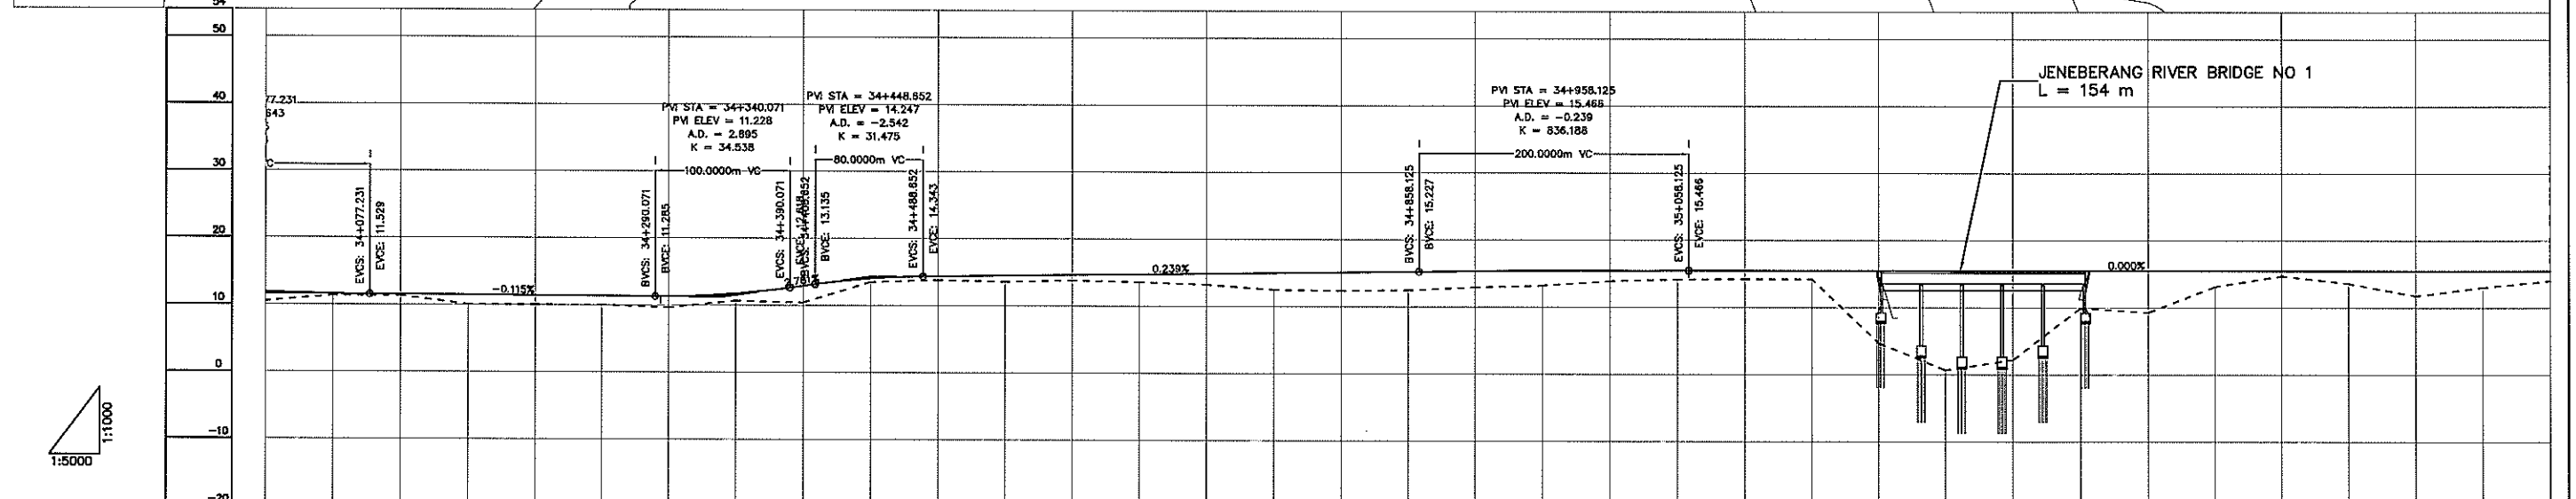 54
50
40
30
20
10
0
-10
-20
1:1000
1:5000
77.231
643
C
EVCS: 34+077.231
EVCE: 11.529
-0.115%
PVI STA = 34+340.071
PVI ELEV = 11.228
A.D. = 2.895
K = 34.538
100.0000m VC
BVCS: 34+290.071
BVCE: 11.285
EVCS: 34+390.071
PVI STA = 34+448.852
PVI ELEV = 14.247
A.D. = -2.542
K = 31.475
80.0000m VC
BVCE: 13.135
EVCS: 34+488.852
EVCE: 14.343
0.239%
PVI STA = 34+958.125
PVI ELEV = 15.466
A.D. = -0.239
K = 836.188
200.0000m VC
BVCS: 34+858.125
BVCE: 15.227
EVCS: 35+058.125
EVCE: 15.466
JENEBERANG RIVER BRIDGE NO 1
L = 154 m
0.000%